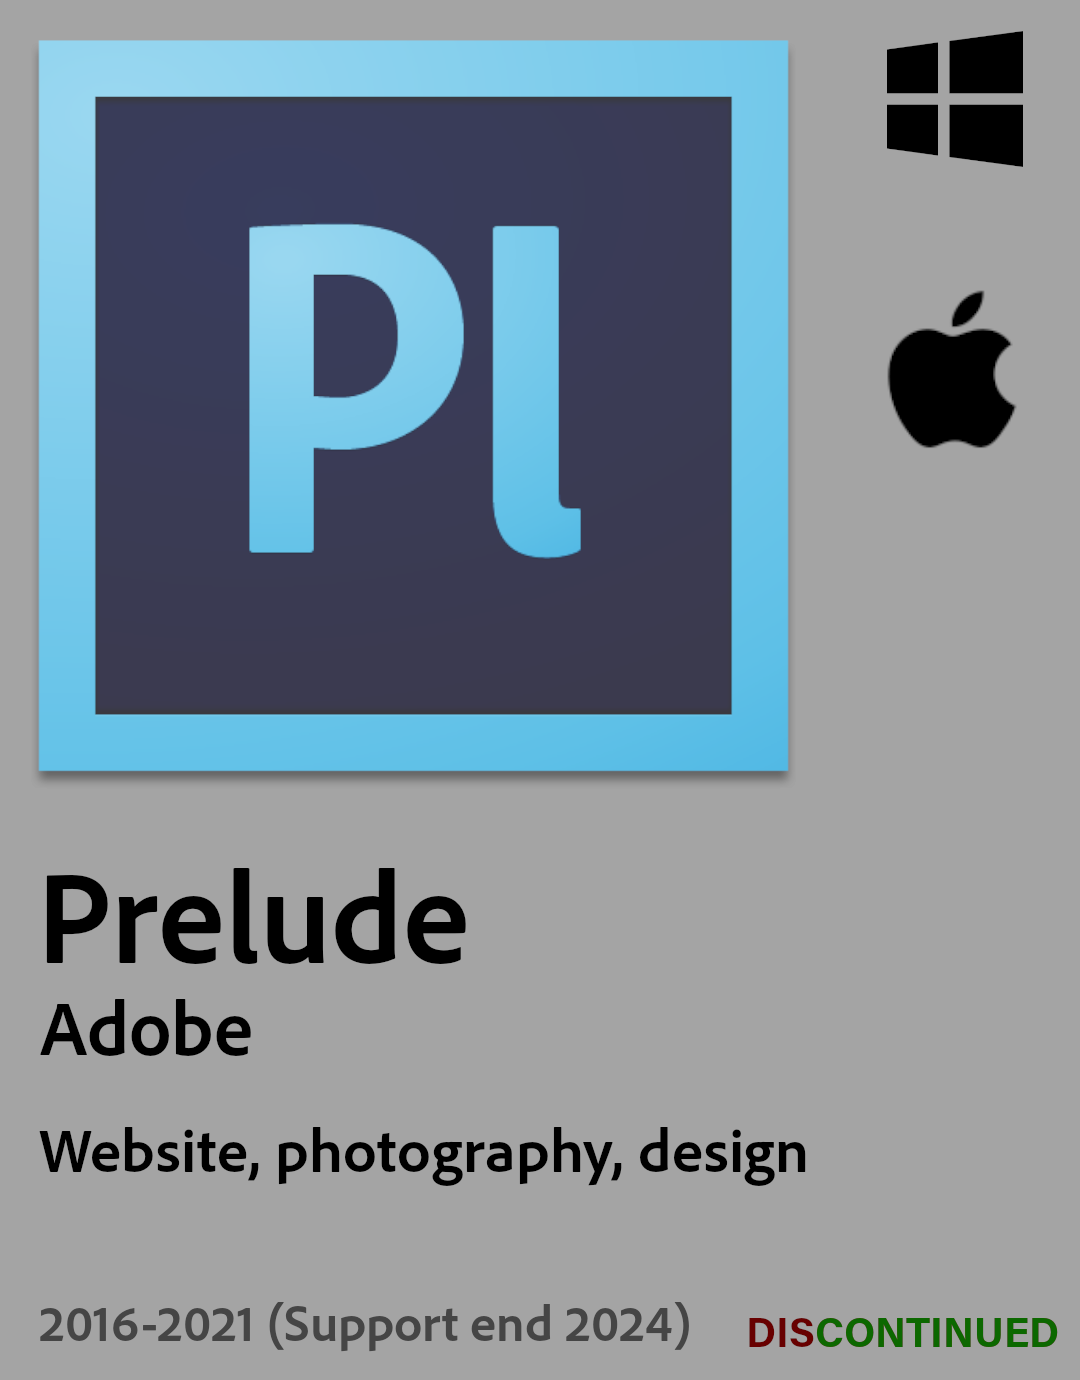 Pl
Prelude
Adobe
Website, photography, design
2016-2021 (Support end 2024)
DISCONTINUED